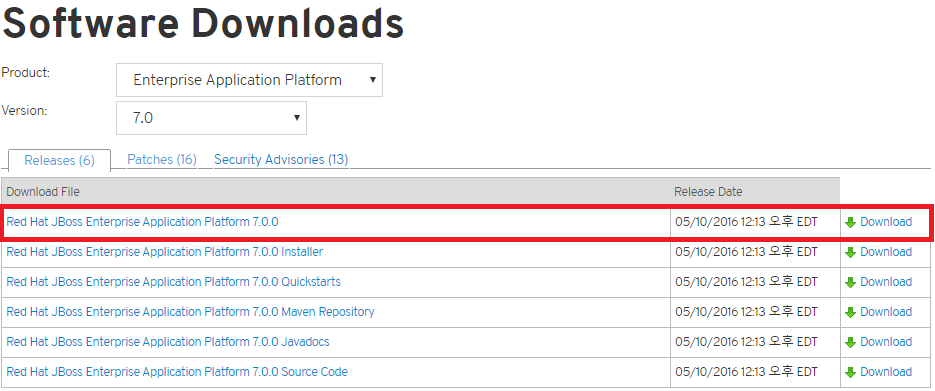 Software Downloads
Product: Enterprise Application Platform
Version: 7.0
Releases (6) Patches (16) Security Advisories (13)
Download File Release Date
Red Hat JBoss Enterprise Application Platform 7.0.0 05/10/2016 12:13 오후 EDT Download
Red Hat JBoss Enterprise Application Platform 7.0.0 Installer 05/10/2016 12:13 오후 EDT Download
Red Hat JBoss Enterprise Application Platform 7.0.0 Quickstarts 05/10/2016 12:13 오후 EDT Download
Red Hat JBoss Enterprise Application Platform 7.0.0 Maven Repository 05/10/2016 12:13 오후 EDT Download
Red Hat JBoss Enterprise Application Platform 7.0.0 Javadocs 05/10/2016 12:13 오후 EDT Download
Red Hat JBoss Enterprise Application Platform 7.0.0 Source Code 05/10/2016 12:13 오후 EDT Download